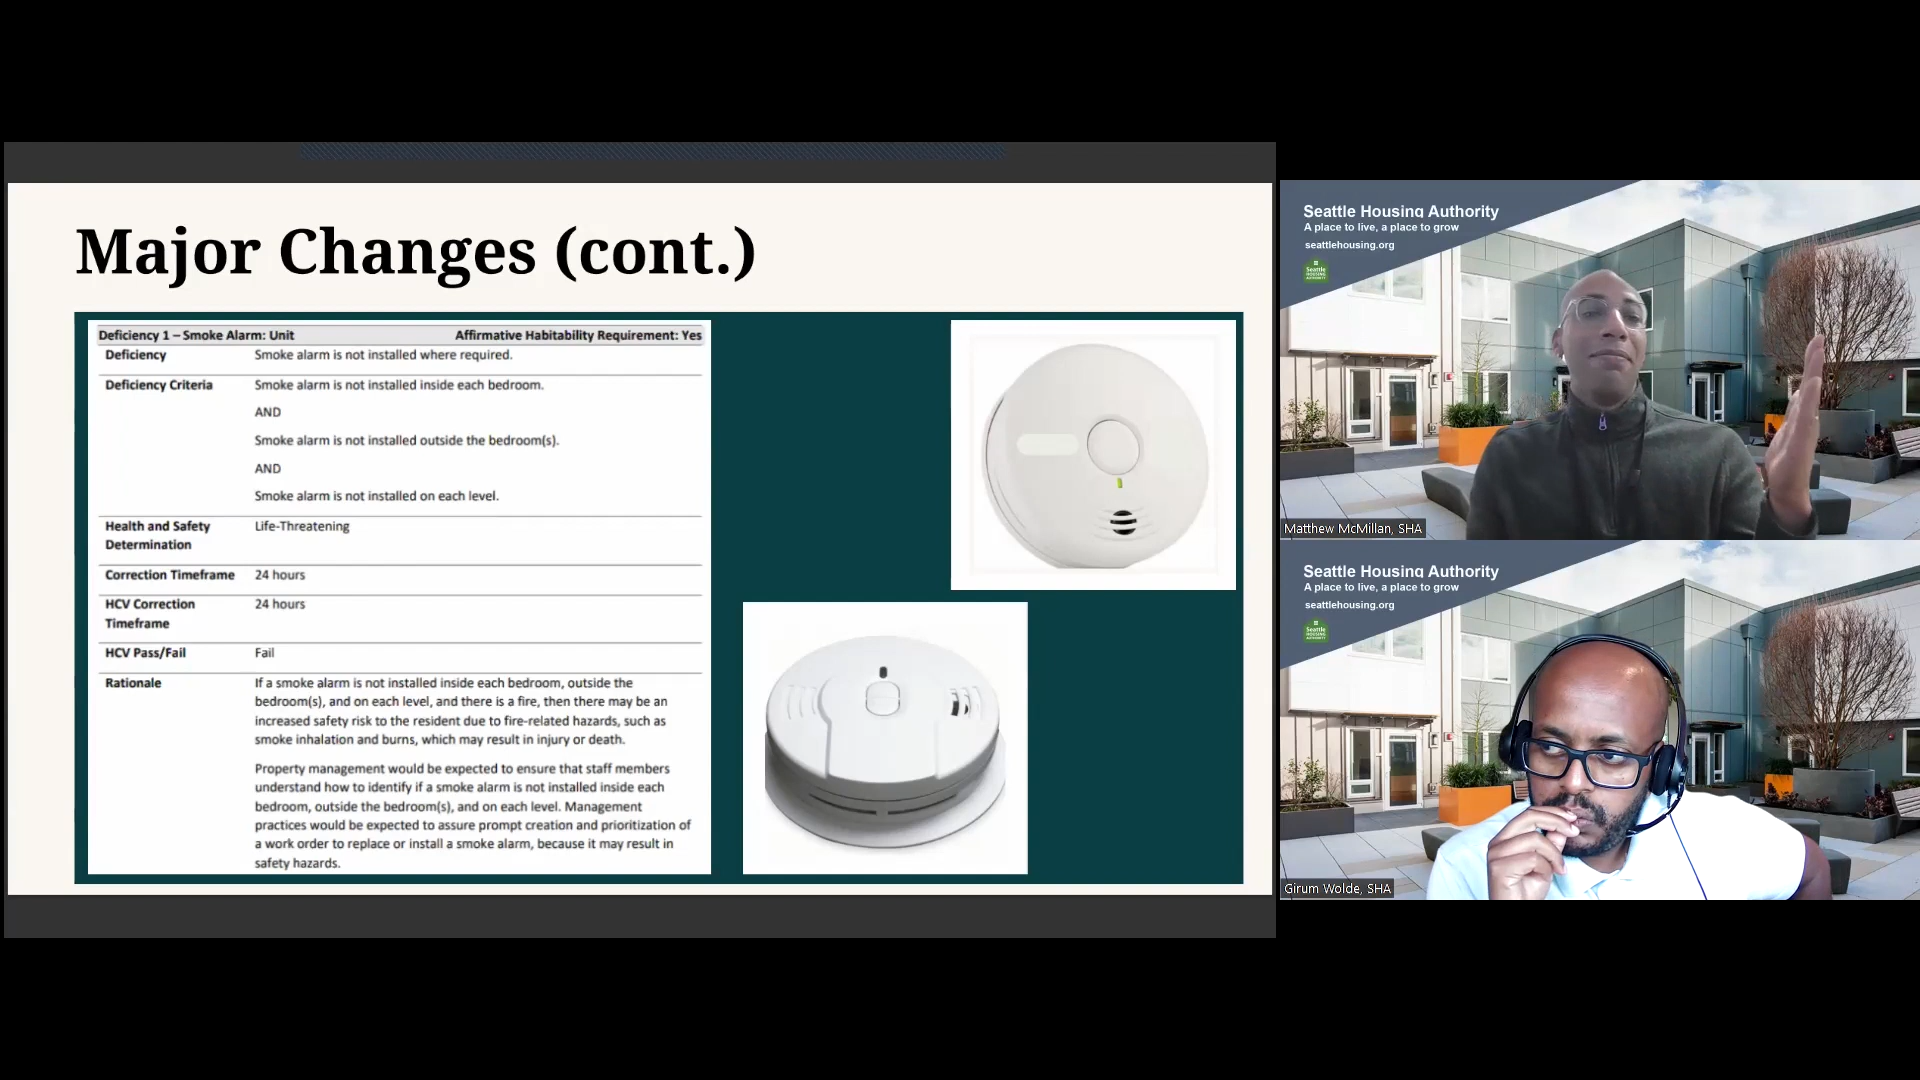 Major Changes (cont.)
Deficiency 1 – Smoke Alarm: Unit Affirmative Habitability Requirement: Yes
Deficiency Smoke alarm is not installed where required.
Deficiency Criteria Smoke alarm is not installed inside each bedroom.
AND
Smoke alarm is not installed outside the bedroom(s).
AND
Smoke alarm is not installed on each level.
Health and Safety Life-Threatening
Determination
Correction Timeframe 24 hours
HCV Correction 24 hours
Timeframe
HCV Pass/Fail Fail
Rationale If a smoke alarm is not installed inside each bedroom, outside the
bedroom(s), and on each level, and there is a fire, then there may be an
increased safety risk to the resident due to fire-related hazards, such as
smoke inhalation and burns, which may result in injury or death.
Property management would be expected to ensure that staff members
understand how to identify if a smoke alarm is not installed inside each
bedroom, outside the bedroom(s), and on each level. Management
practices would be expected to assure prompt creation and prioritization of
a work order to replace or install a smoke alarm, because it may result in
safety hazards.
Seattle Housing Authority
A place to live, a place to grow
seattlehousing.org
Seattle
HOUSING
AUTHORITY
Matthew McMillan, SHA
Seattle Housing Authority
A place to live, a place to grow
seattlehousing.org
Seattle
HOUSING
AUTHORITY
Girum Wolde, SHA